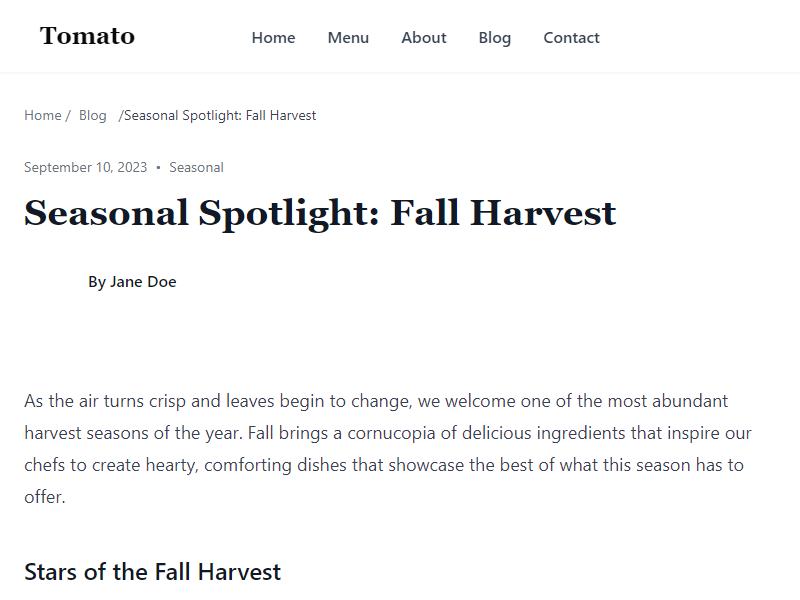 Tomato
Home Menu About Blog Contact
Home / Blog /Seasonal Spotlight: Fall Harvest
September 10, 2023 • Seasonal
Seasonal Spotlight: Fall Harvest
By Jane Doe
As the air turns crisp and leaves begin to change, we welcome one of the most abundant
harvest seasons of the year. Fall brings a cornucopia of delicious ingredients that inspire our
chefs to create hearty, comforting dishes that showcase the best of what this season has to
offer.
Stars of the Fall Harvest